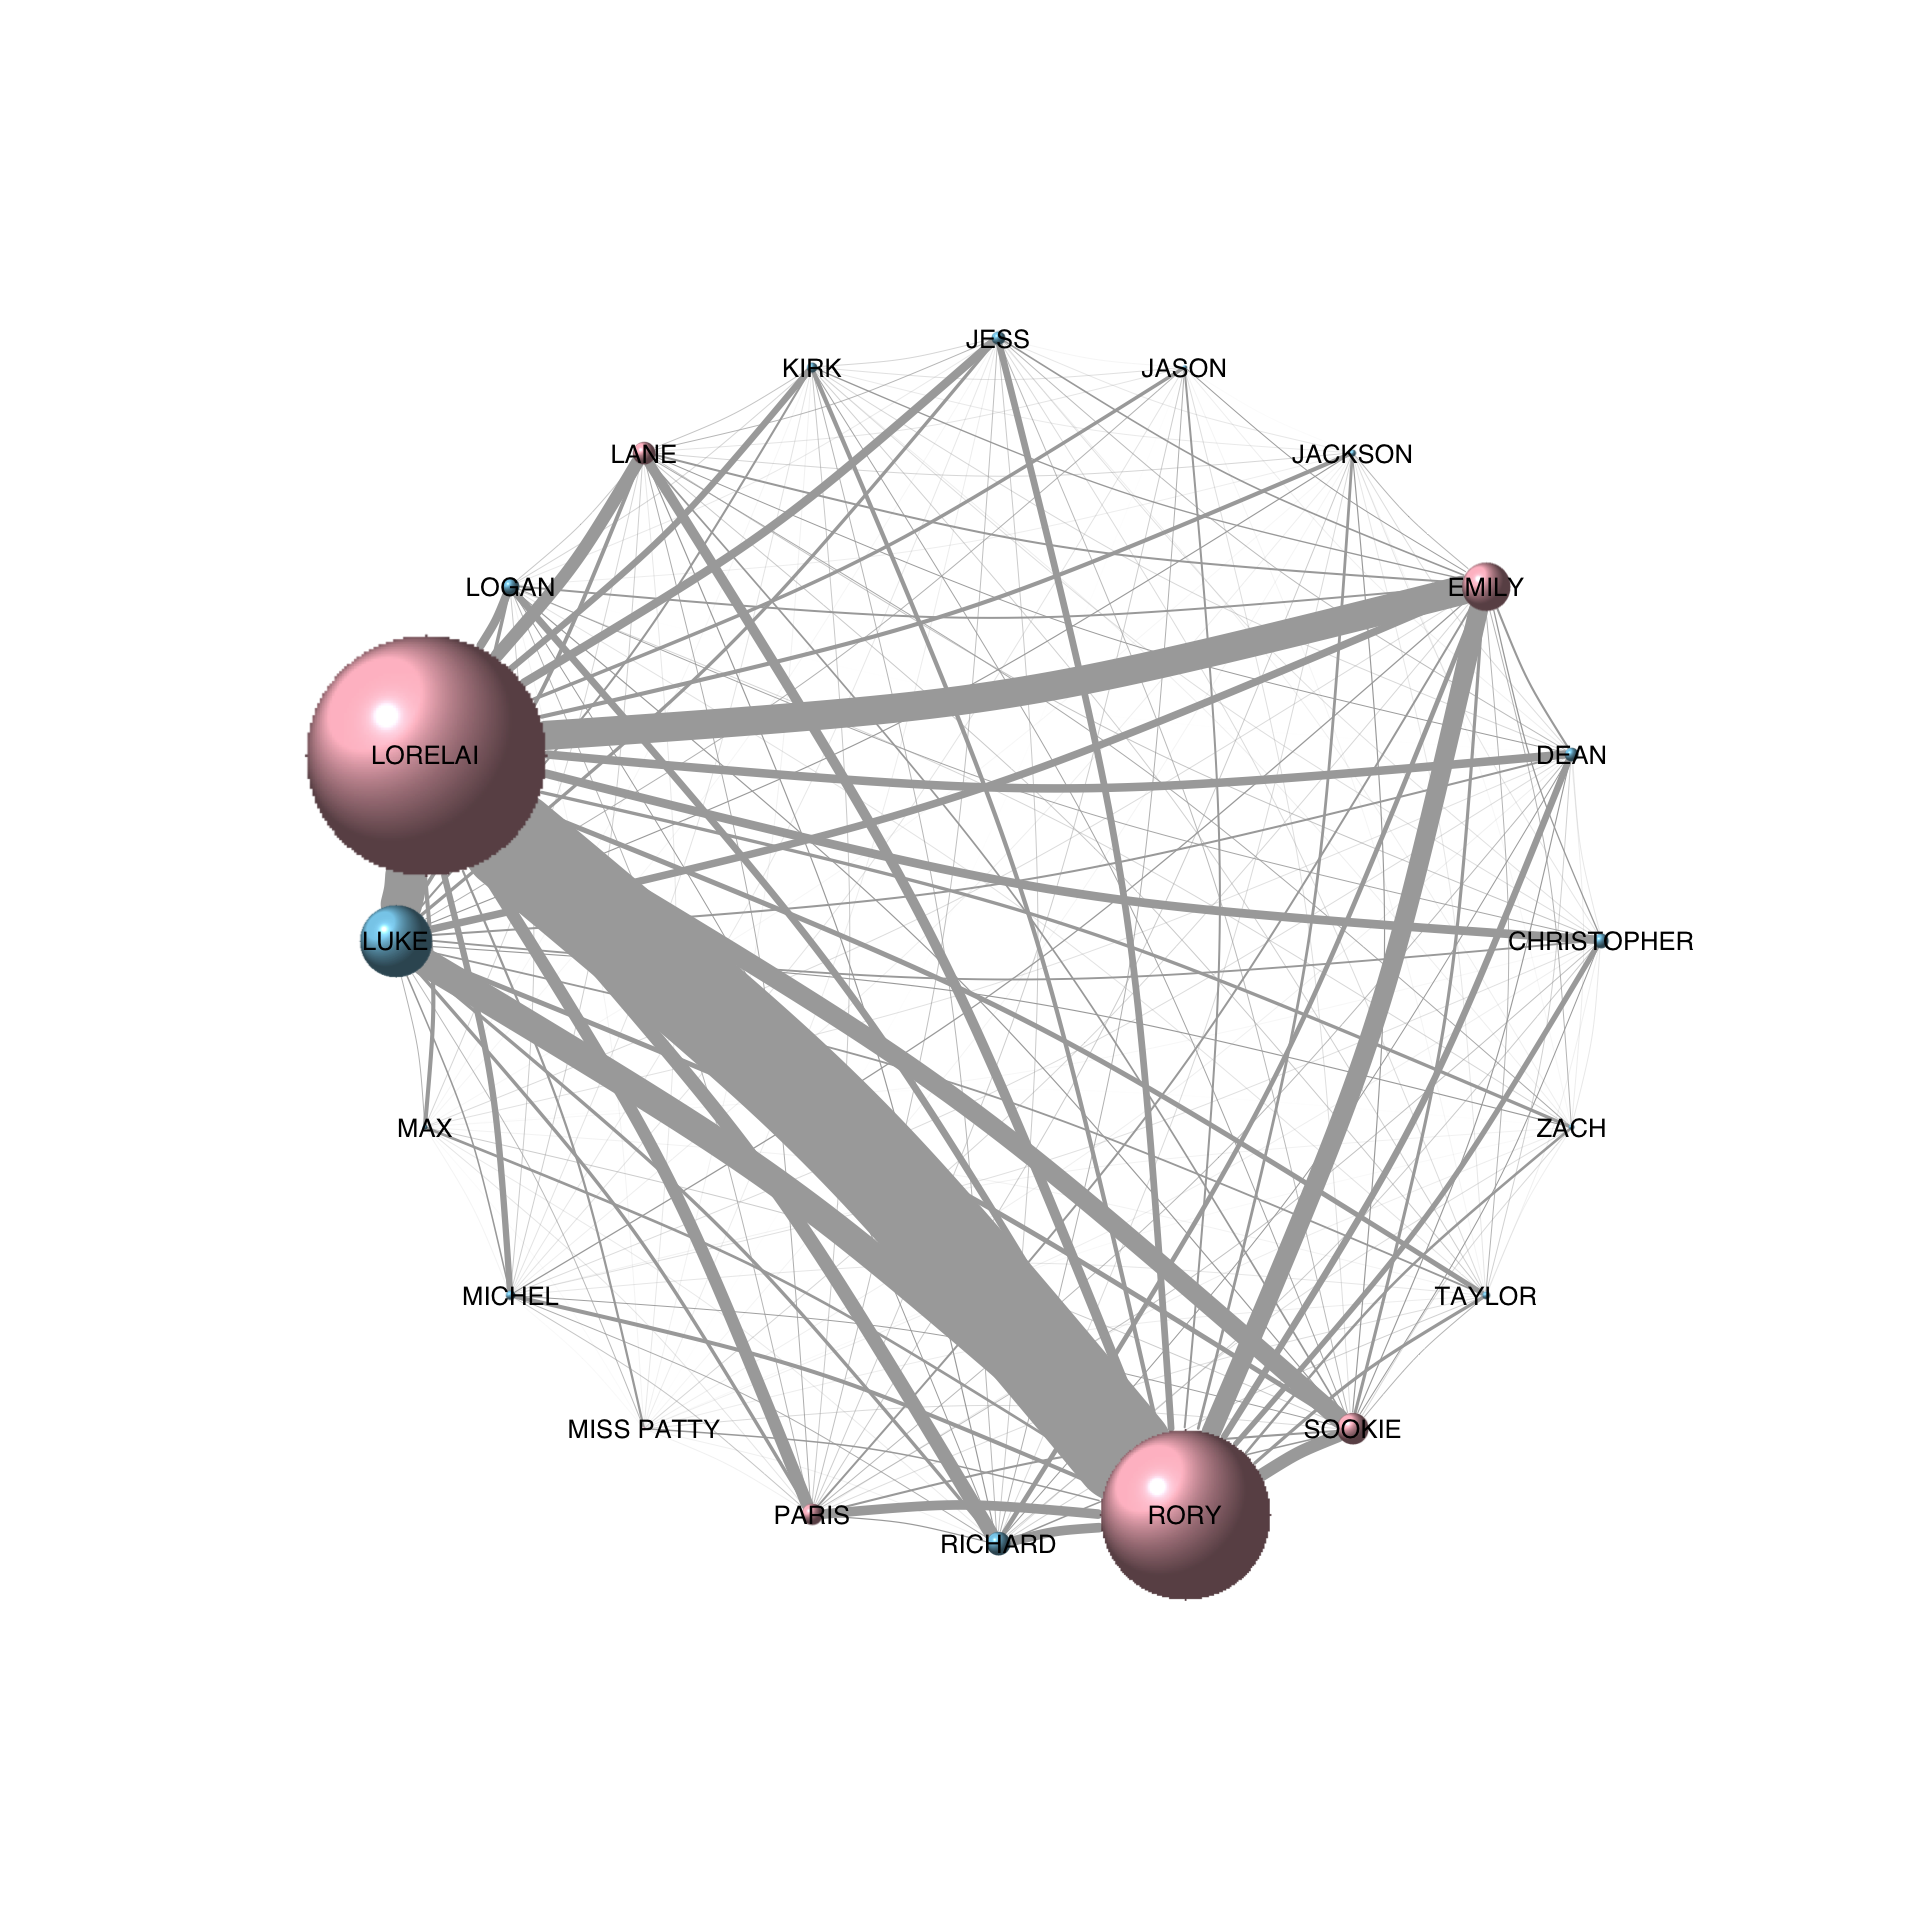 JESS
KIRK
JASON
LANE
JACKSON
LOGAN
EMILY
LORELAI
DEAN
LUKE
CHRISTOPHER
MAX
ZACH
MICHEL
TAYLOR
MISS PATTY
SOOKIE
PARIS
RORY
RICHARD